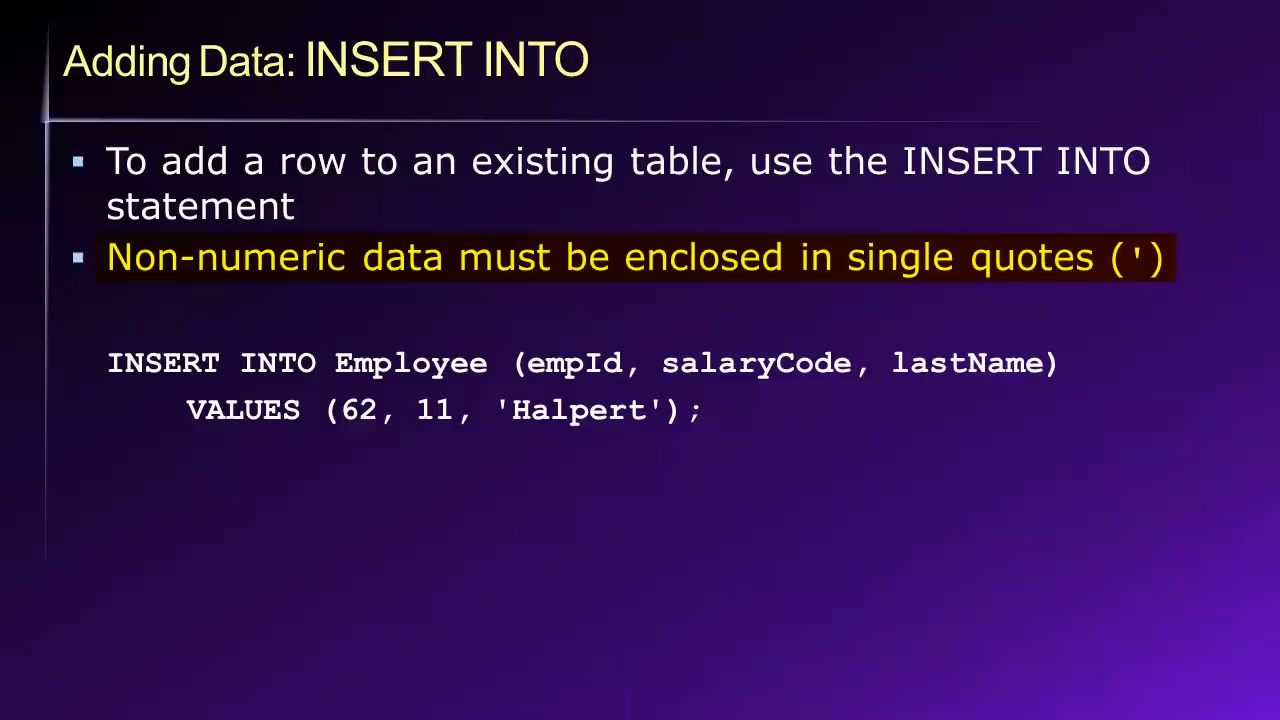 Adding Data: INSERT INTO
▪ To add a row to an existing table, use the INSERT INTO
statement
▪ Non-numeric data must be enclosed in single quotes (')
INSERT INTO Employee (empId, salaryCode, lastName)
VALUES (62, 11, 'Halpert');